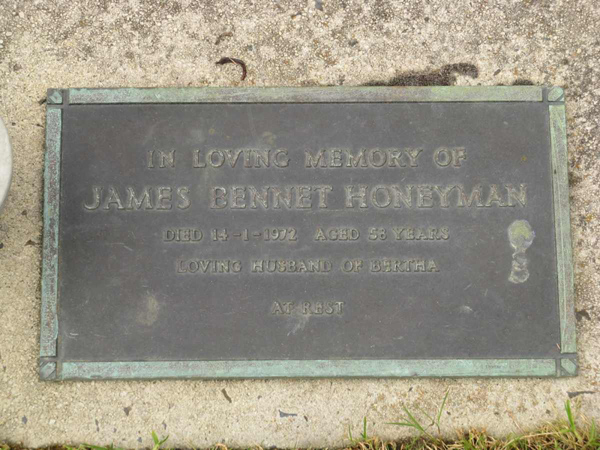 IN LOVING MEMORY OF
JAMES BENNET HONEYMAN
DIED 14-1-1972 AGED 58 YEARS
LOVING HUSBAND OF BERTHA
AT REST